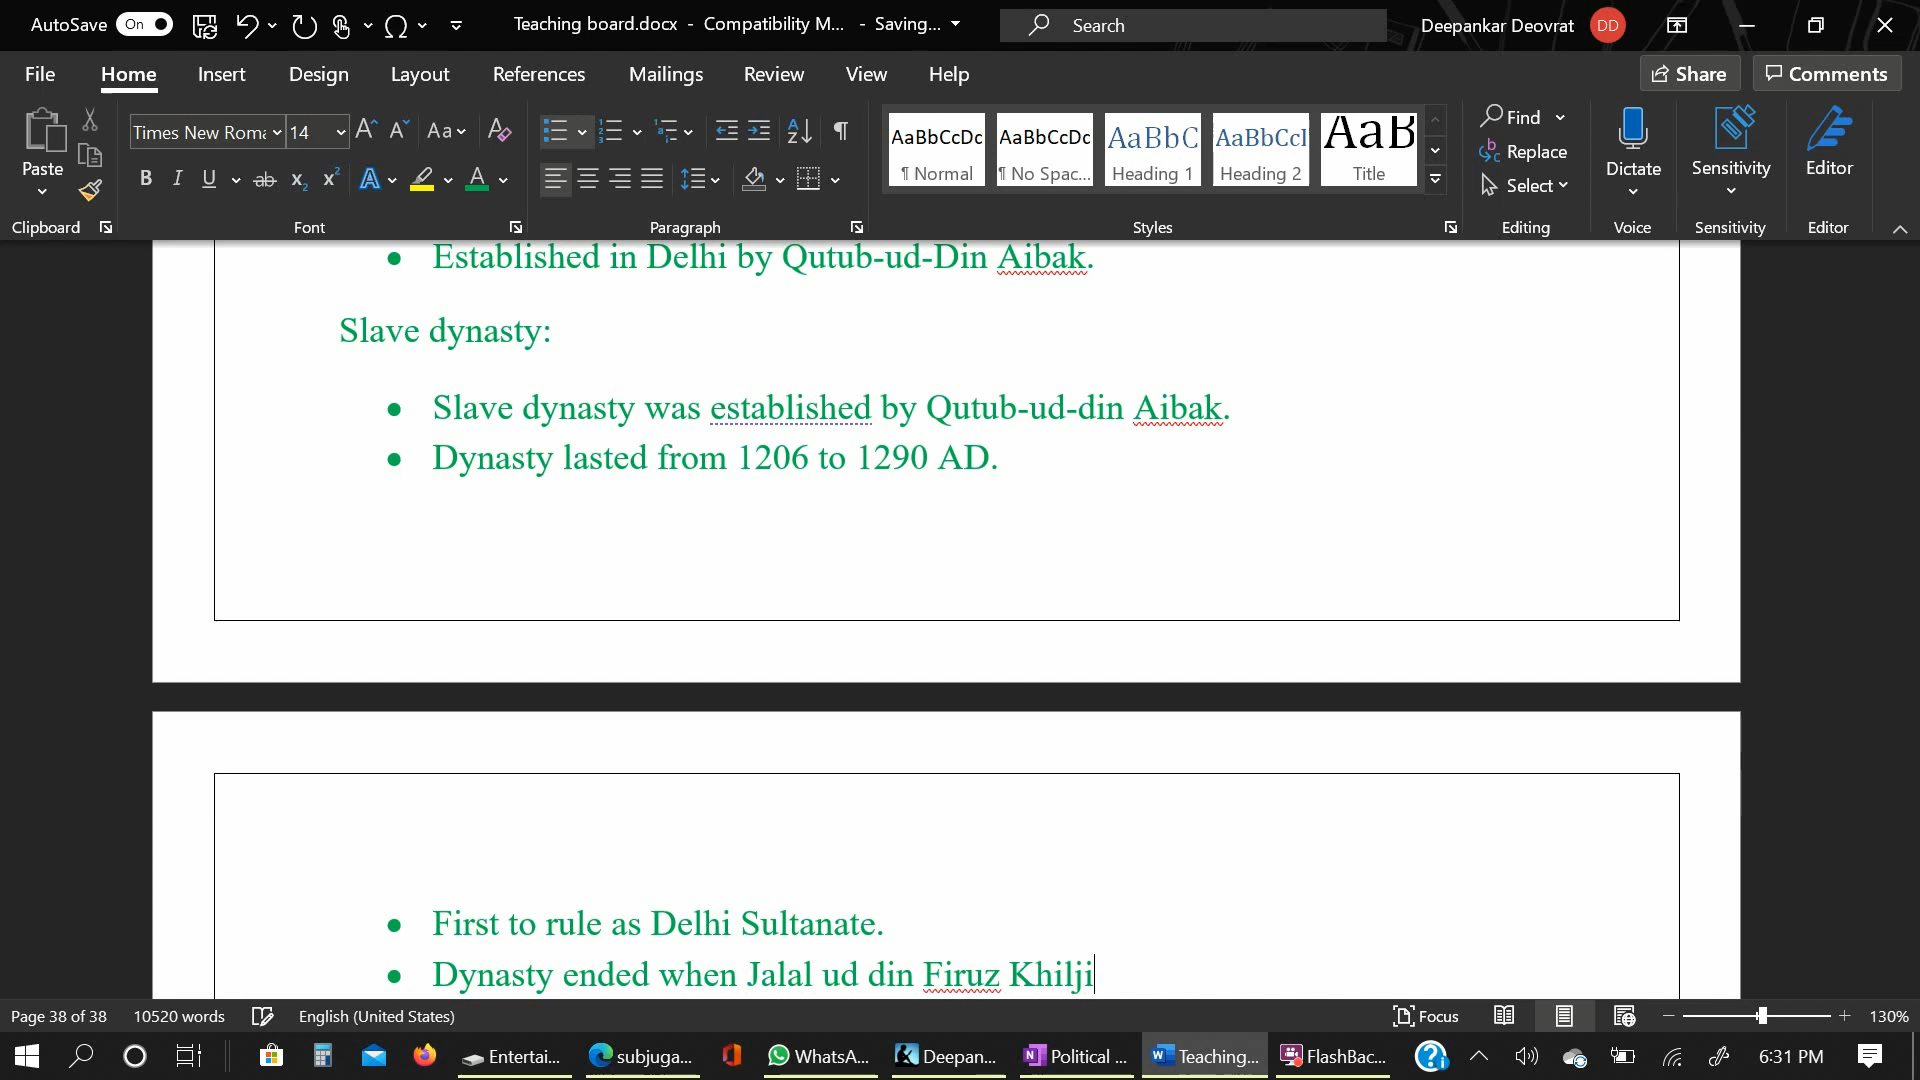 AutoSave On Teaching board.docx - Compatibility M... - Saving... Search Deepankar Deovrat DD
File Home Insert Design Layout References Mailings Review View Help Share Comments
Paste
Clipboard
Times New Roma 14
Font
Paragraph
AaBbCcDc AaBbCcDc AaBbC AaBbCcI AaB
¶ Normal ¶ No Spac... Heading 1 Heading 2 Title
Styles
Find
Replace
Select
Editing
Dictate
Voice
Sensitivity
Sensitivity
Editor
Editor
• Established in Delhi by Qutub-ud-Din Aibak.
Slave dynasty:
• Slave dynasty was established by Qutub-ud-din Aibak.
• Dynasty lasted from 1206 to 1290 AD.
• First to rule as Delhi Sultanate.
• Dynasty ended when Jalal ud din Firuz Khilji
Page 38 of 38 10520 words English (United States) Focus 130%
Entertai... subjuga... WhatsA... Deepan... Political ... Teaching... FlashBac... 6:31 PM